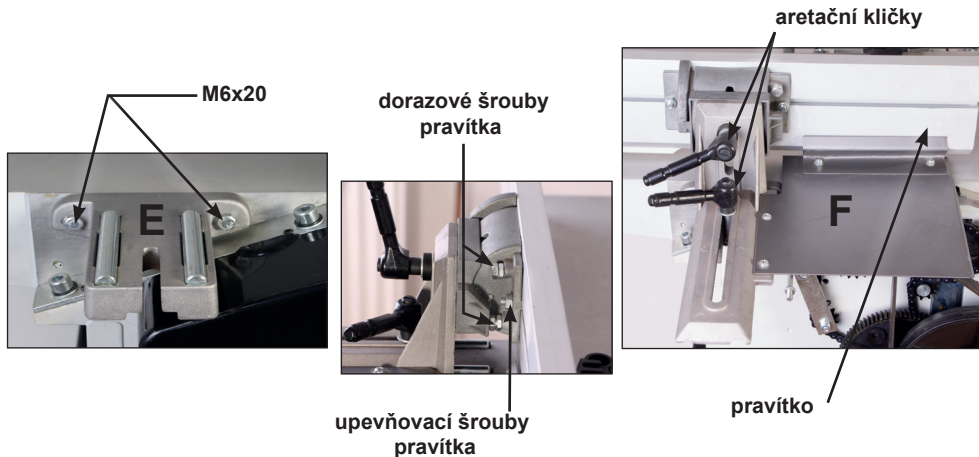 aretační kličky
M6x20
dorazové šrouby
pravítka
E
F
pravítko
upevňovací šrouby
pravítka